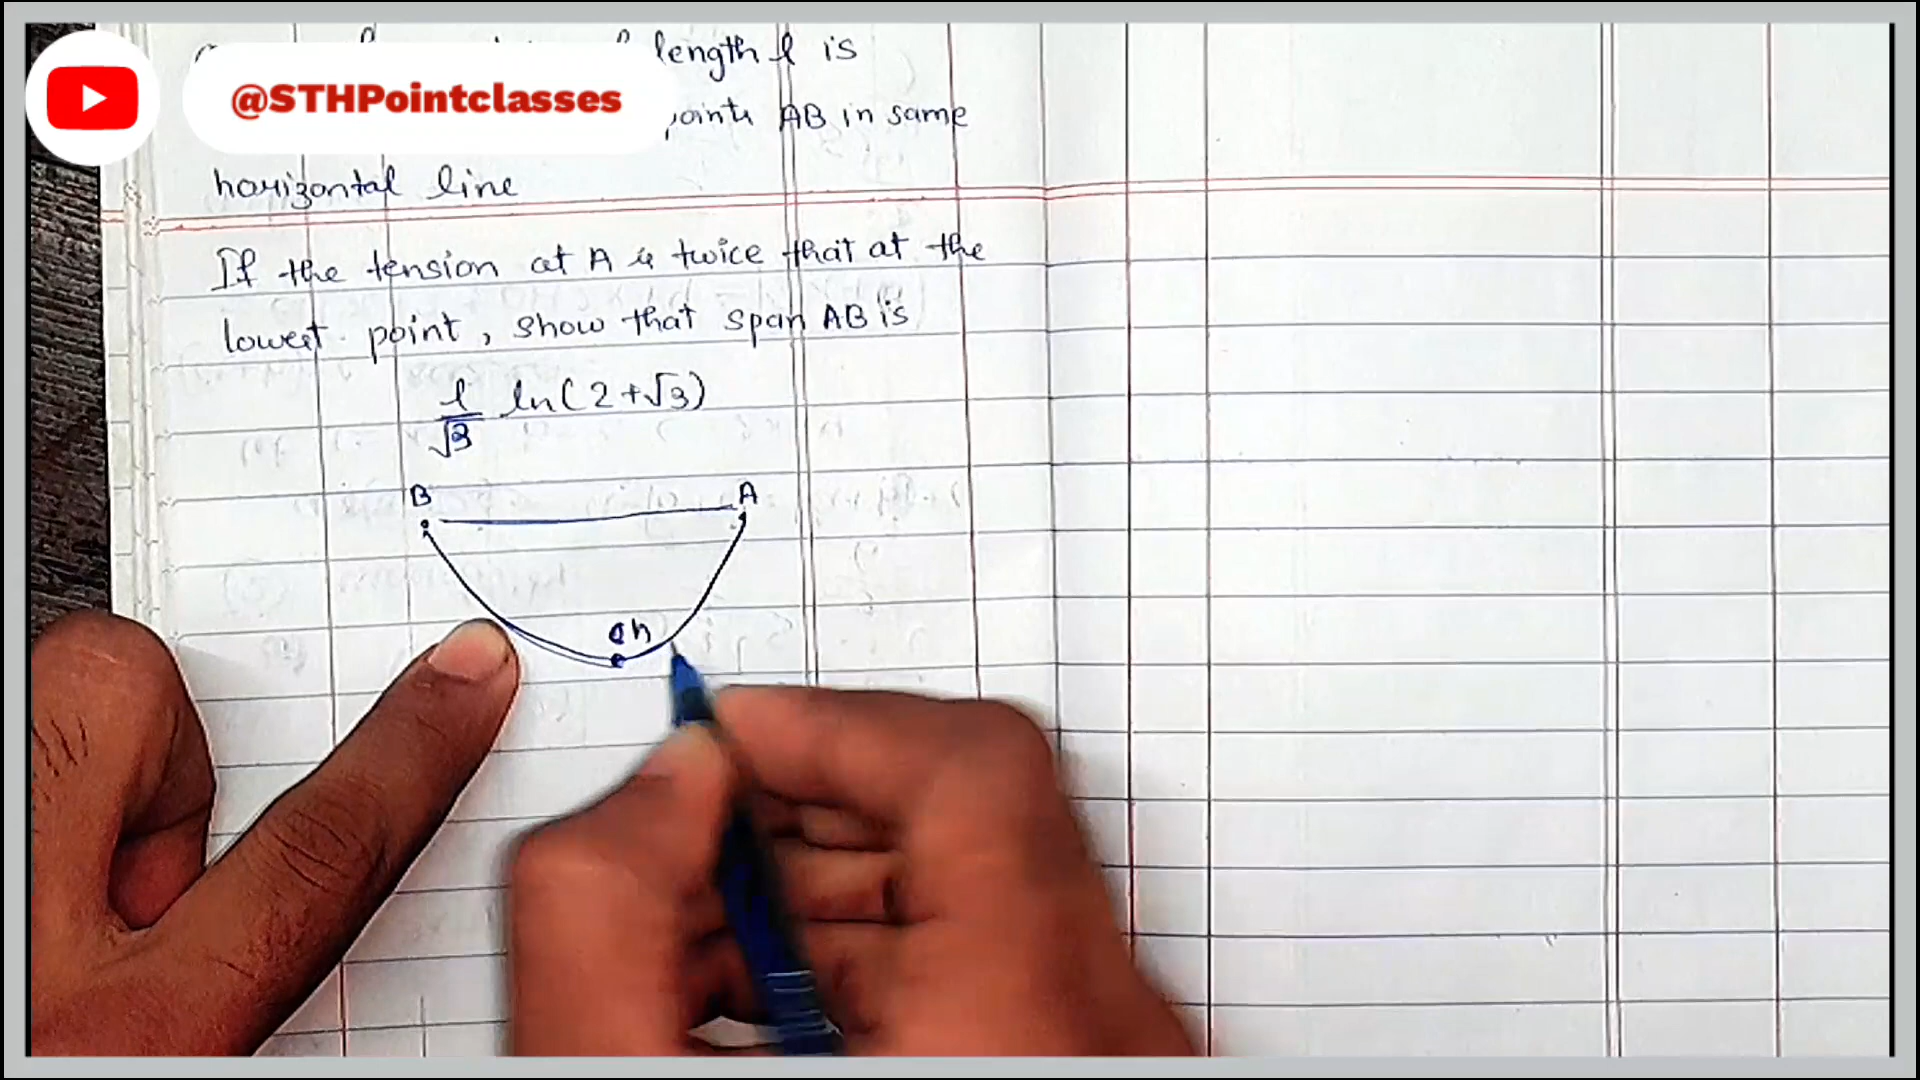 @STHPointclasses
length l is
points AB in same
horizontal line
If the tension at A is twice that at the
lowest point, show that span AB is
l/√3 ln(2+√3)
B A